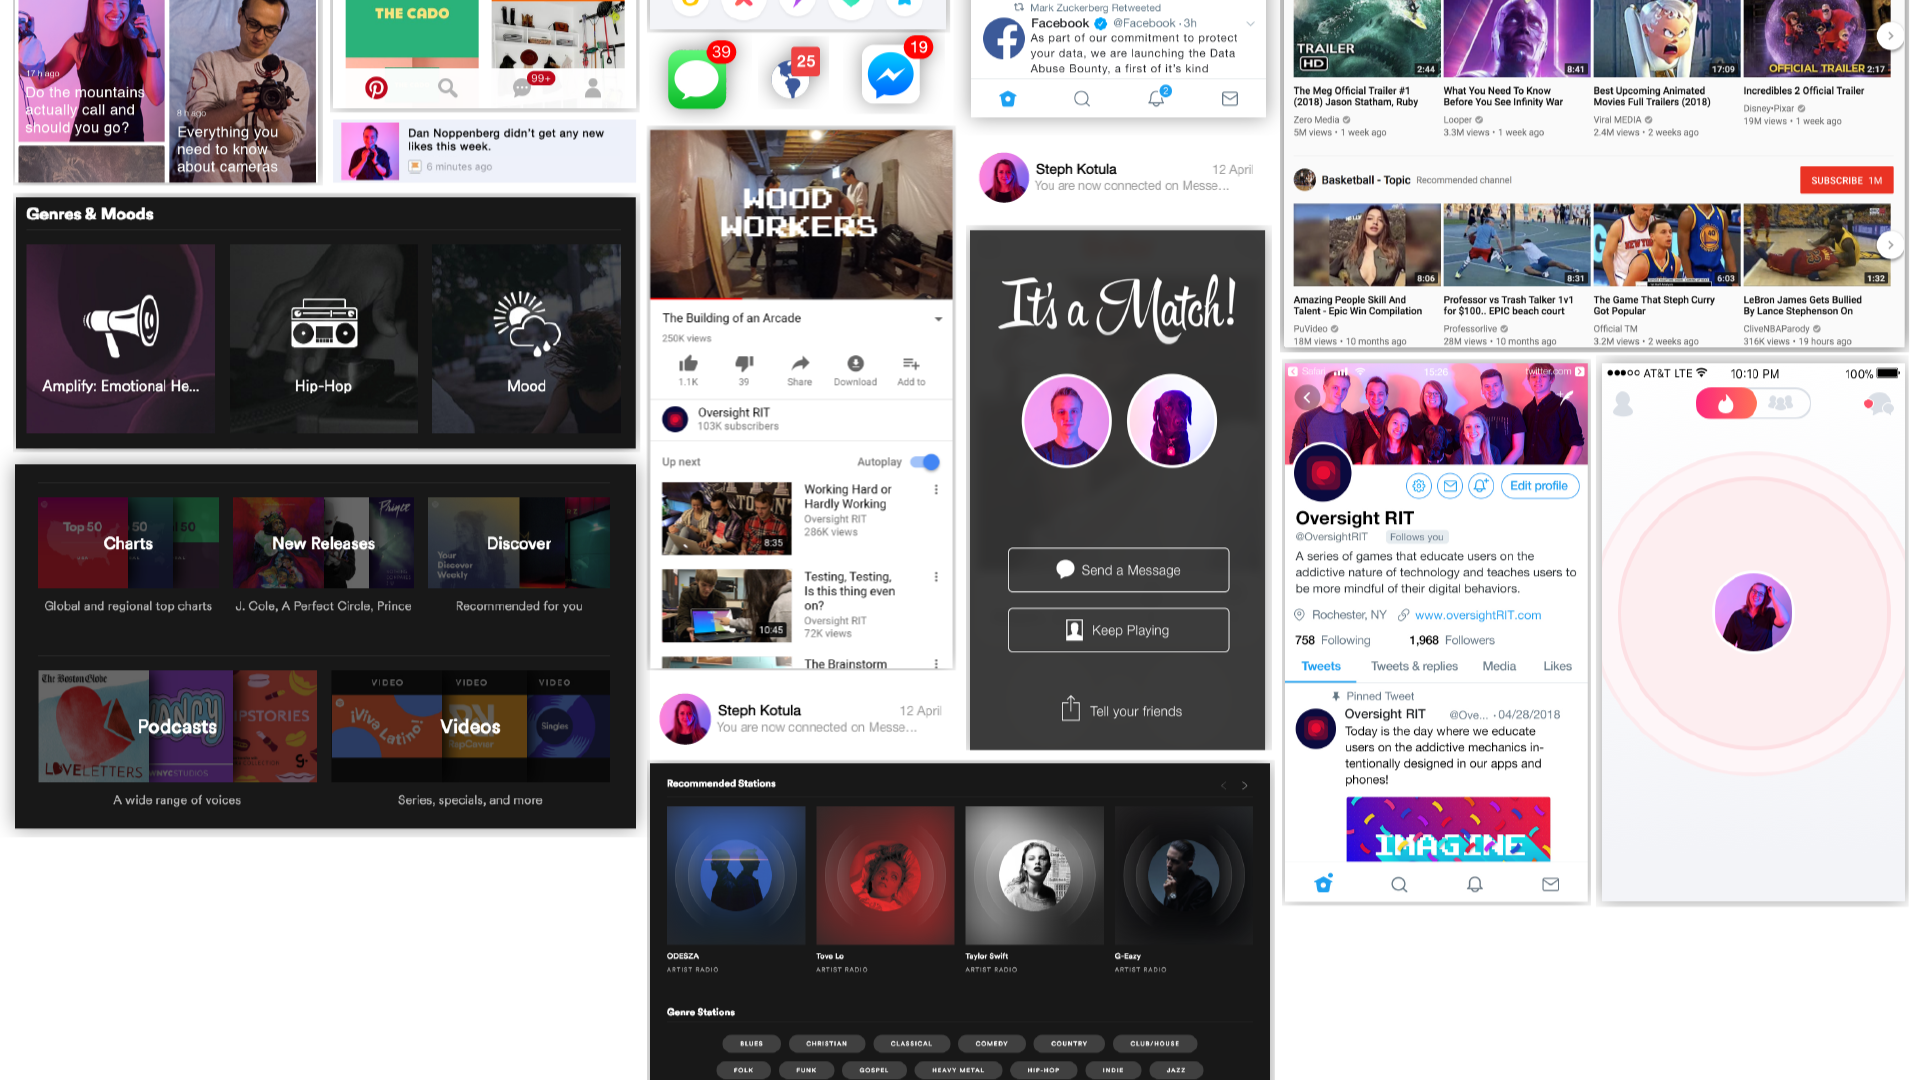 17 h ago
Do the mountains
actually call and
should you go?
8 h ago
Everything you
need to know
about cameras
THE CADO
99+
Dan Noppenberg didn't get any new
likes this week.
6 minutes ago
Genres & Moods
Amplify: Emotional He...
Hip-Hop
Mood
Top 50
50
50
Charts
Global and regional top charts
Prince
New Releases
J. Cole, A Perfect Circle, Prince
Your
Discover
Weekly
Discover
Recommended for you
The Boston Globe
LOVELETTERS
Podcasts
A wide range of voices
VIDEO
VIDEO
VIDEO
¡Viva Latino!
Singles
Videos
Series, specials, and more
39
25
19
WOOD
WORKERS
The Building of an Arcade
250K views
1.1K
39
Share
Download
Add to
Oversight RIT
103K subscribers
Up next
Autoplay
8:35
Working Hard or
Hardly Working
Oversight RIT
286K views
10:45
Testing, Testing,
Is this thing even
on?
Oversight RIT
72K views
The Brainstorm
Steph Kotula
12 April
You are now connected on Messe...
Mark Zuckerberg Retweeted
Facebook @Facebook · 3h
As part of our commitment to protect
your data, we are launching the Data
Abuse Bounty, a first of it's kind
2
Steph Kotula
12 April
You are now connected on Messe...
It's a Match!
Send a Message
Keep Playing
Tell your friends
Recommended Stations
ODESZA
ARTIST RADIO
Tove Lo
ARTIST RADIO
Taylor Swift
ARTIST RADIO
G-Eazy
ARTIST RADIO
Genre Stations
BLUES
CHRISTIAN
CLASSICAL
COMEDY
COUNTRY
CLUB/HOUSE
FOLK
FUNK
GOSPEL
HEAVY METAL
HIP-HOP
INDIE
JAZZ
TRAILER
HD
2:44
The Meg Official Trailer #1
(2018) Jason Statham, Ruby
Zero Media
5M views • 1 week ago
8:41
What You Need To Know
Before You See Infinity War
Looper
3.3M views • 1 week ago
17:09
Best Upcoming Animated
Movies Full Trailers (2018)
Viral MEDIA
2.4M views • 2 weeks ago
OFFICIAL TRAILER
2:17
Incredibles 2 Official Trailer
Disney•Pixar
19M views • 1 week ago
Basketball - Topic
Recommended channel
SUBSCRIBE 1M
8:06
Amazing People Skill And
Talent - Epic Win Compilation
PuVideo
18M views • 10 months ago
8:31
Professor vs Trash Talker 1v1
for $100.. EPIC beach court
Professorlive
28M views • 10 months ago
NEW YORK
40
6:03
The Game That Steph Curry
Got Popular
Official TM
3.2M views • 2 weeks ago
23
1:32
LeBron James Gets Bullied
By Lance Stephenson On
CliveNBAParody
316K views • 19 hours ago
Safari
15:26
twitter.com
Edit profile
Oversight RIT
@OversightRIT
Follows you
A series of games that educate users on the
addictive nature of technology and teaches users to
be more mindful of their digital behaviors.
Rochester, NY
www.oversightRIT.com
758 Following
1,968 Followers
Tweets
Tweets & replies
Media
Likes
Pinned Tweet
Oversight RIT @Ove... · 04/28/2018
Today is the day where we educate
users on the addictive mechanics in-
tentionally designed in our apps and
phones!
IMAGINE
AT&T LTE
10:10 PM
100%